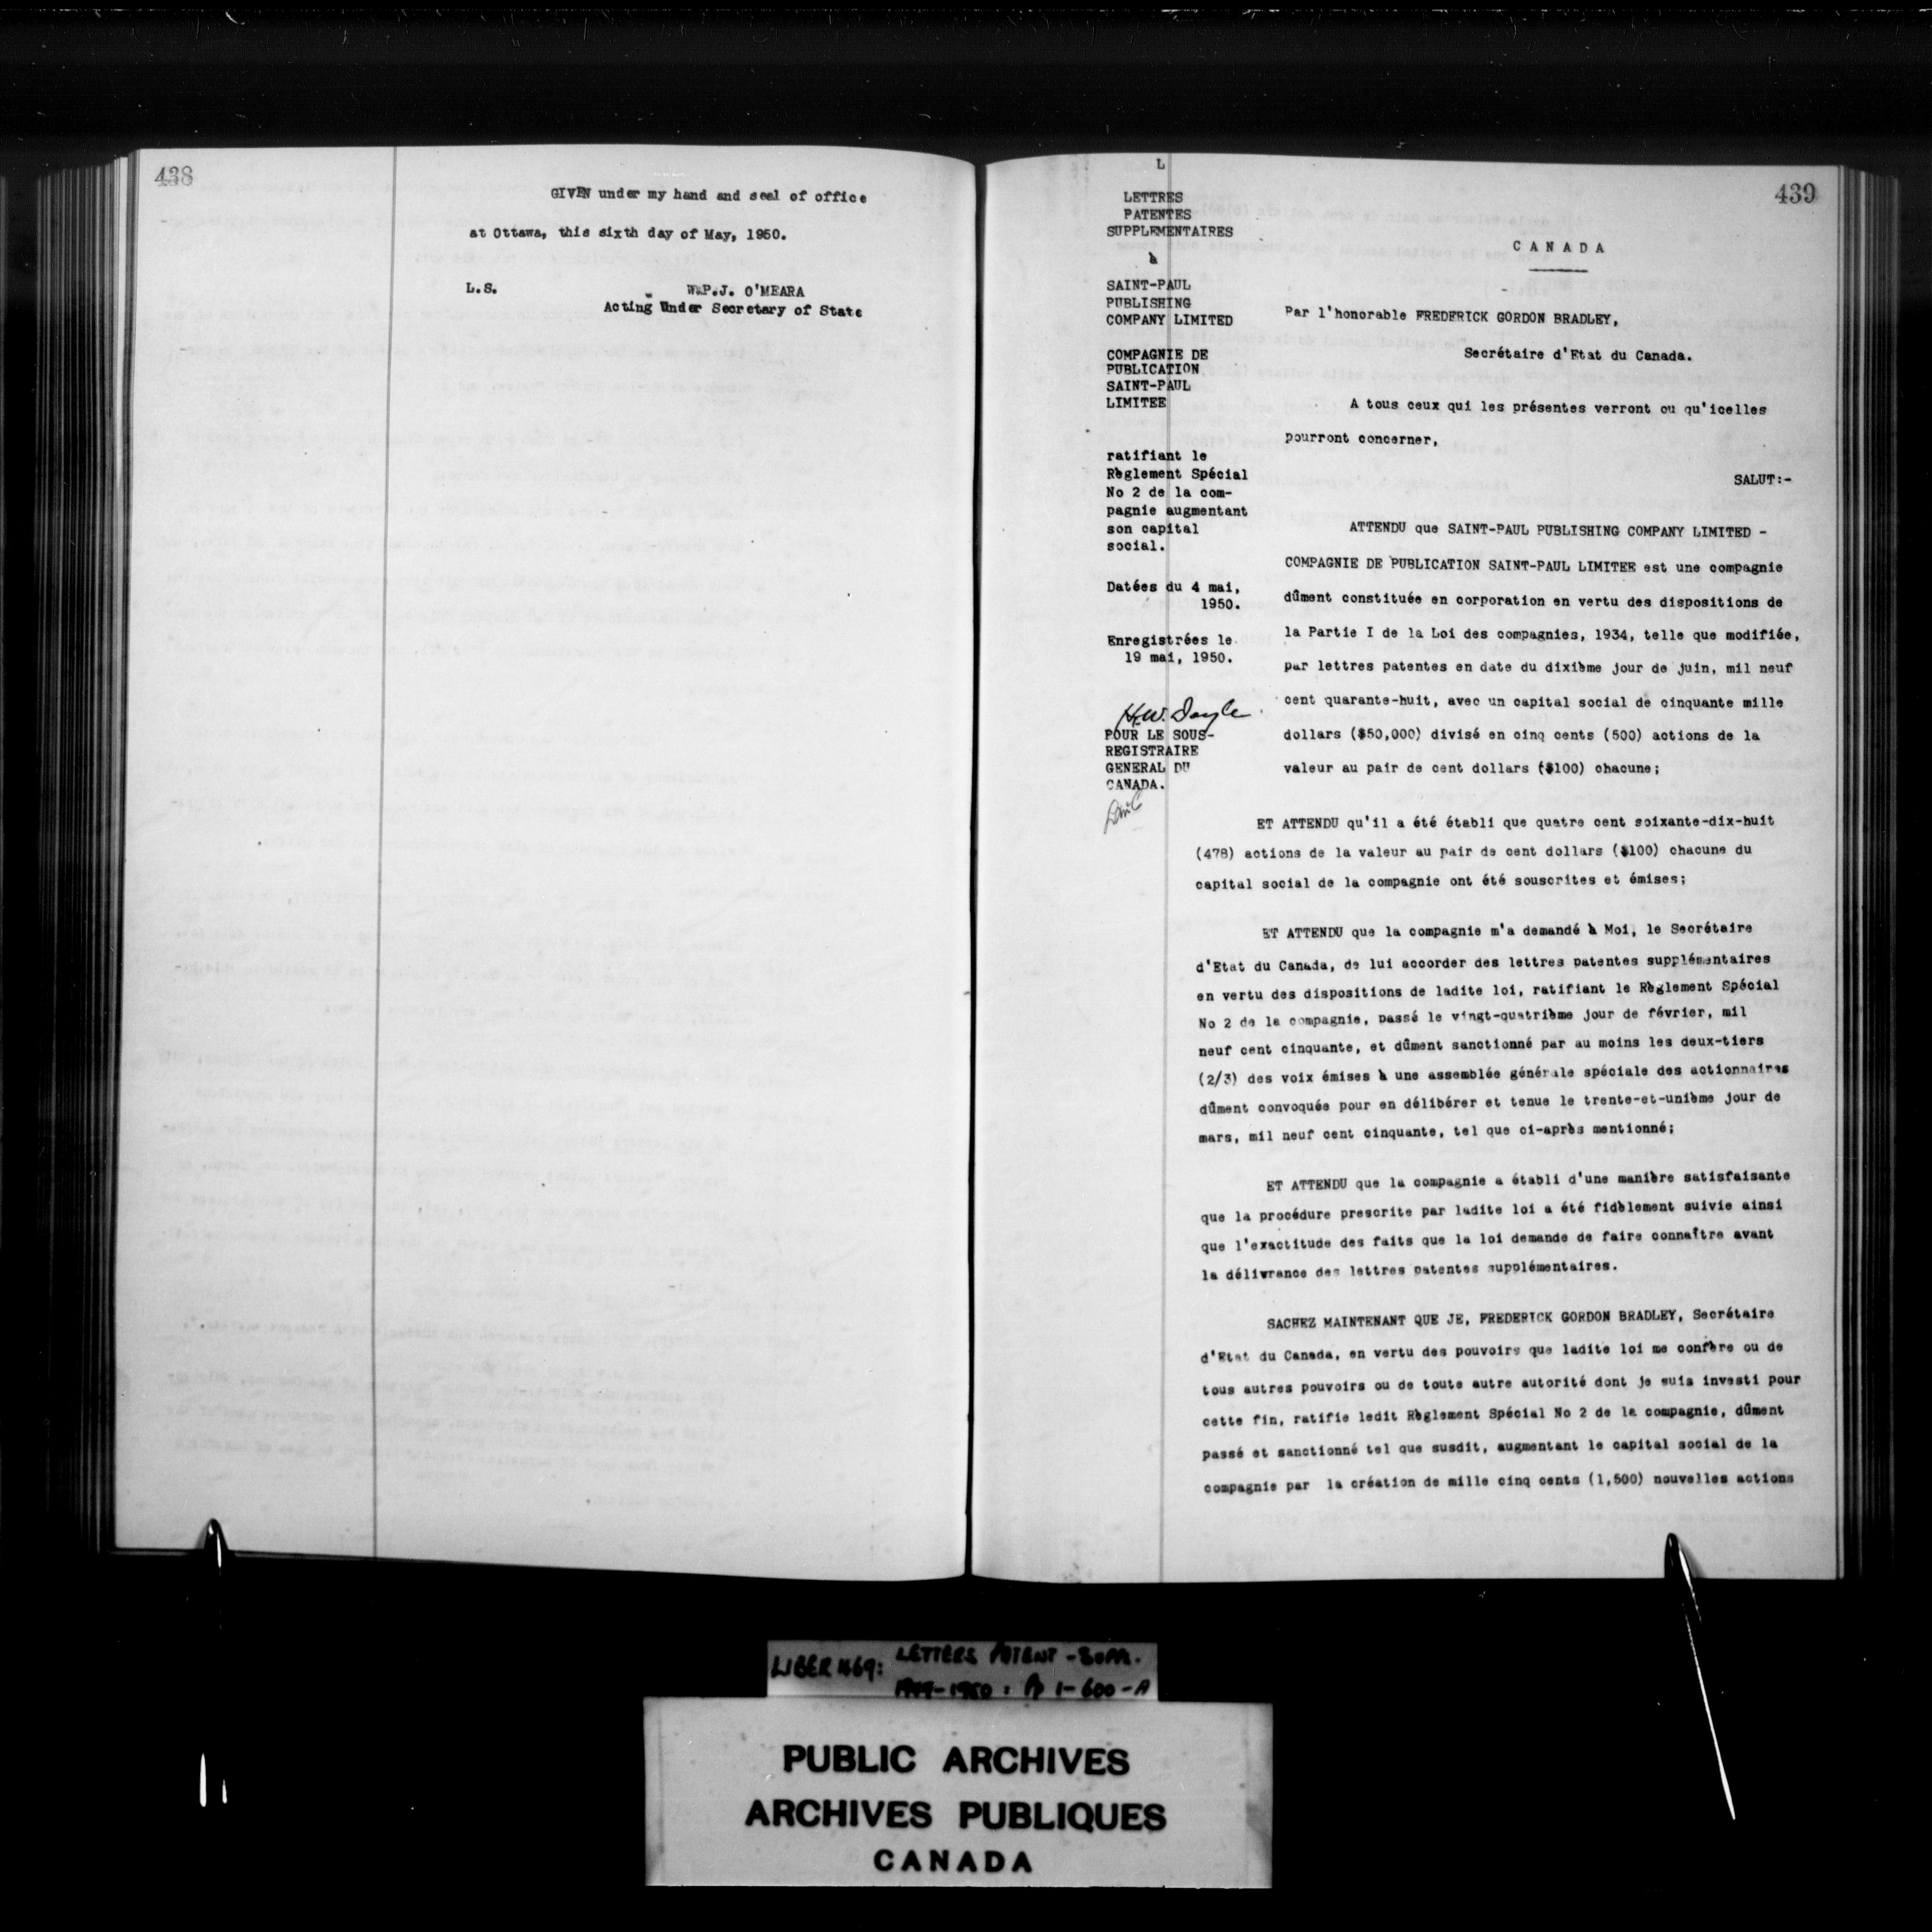 438
GIVEN under my hand and seal of office
at Ottawa, this sixth day of May, 1950.
L.S.
W.P.J. O'MEARA
Acting Under Secretary of State
439
L
LETTRES
PATENTES
SUPPLEMENTAIRES
à
SAINT-PAUL
PUBLISHING
COMPANY LIMITED
COMPAGNIE DE
PUBLICATION
SAINT-PAUL
LIMITEE
ratifiant le
Règlement Spécial
No 2 de la com-
pagnie augmentant
son capital
social.
Datées du 4 mai,
1950.
Enregistrées le
19 mai, 1950.
H.W. Doyle
POUR LE SOUS-
REGISTRAIRE
GENERAL DU
CANADA.
CANADA
Par l'honorable FREDERICK GORDON BRADLEY,
Secrétaire d'Etat du Canada.
A tous ceux qui les présentes verront ou qu'icelles
pourront concerner,
SALUT:-
ATTENDU que SAINT-PAUL PUBLISHING COMPANY LIMITED -
COMPAGNIE DE PUBLICATION SAINT-PAUL LIMITEE est une compagnie
dûment constituée en corporation en vertu des dispositions de
la Partie I de la Loi des compagnies, 1934, telle que modifiée,
par lettres patentes en date du dixième jour de juin, mil neuf
cent quarante-huit, avec un capital social de cinquante mille
dollars ($50,000) divisé en cinq cents (500) actions de la
valeur au pair de cent dollars ($100) chacune;
ET ATTENDU qu'il a été établi que quatre cent soixante-dix-huit
(478) actions de la valeur au pair de cent dollars ($100) chacune du
capital social de la compagnie ont été souscrites et émises;
ET ATTENDU que la compagnie m'a demandé à Moi, le Secrétaire
d'Etat du Canada, de lui accorder des lettres patentes supplémentaires
en vertu des dispositions de ladite loi, ratifiant le Règlement Spécial
No 2 de la compagnie, passé le vingt-quatrième jour de février, mil
neuf cent cinquante, et dûment sanctionné par au moins les deux-tiers
(2/3) des voix émises à une assemblée générale spéciale des actionnaires
dûment convoquée pour en délibérer et tenue le trente-et-unième jour de
mars, mil neuf cent cinquante, tel que ci-après mentionné;
ET ATTENDU que la compagnie a établi d'une manière satisfaisante
que la procédure prescrite par ladite loi a été fidèlement suivie ainsi
que l'exactitude des faits que la loi demande de faire connaître avant
la délivrance des lettres patentes supplémentaires.
SACHEZ MAINTENANT QUE JE, FREDERICK GORDON BRADLEY, Secrétaire
d'Etat du Canada, en vertu des pouvoirs que ladite loi me confère ou de
tous autres pouvoirs ou de toute autre autorité dont je suis investi pour
cette fin, ratifie ledit Règlement Spécial No 2 de la compagnie, dûment
passé et sanctionné tel que susdit, augmentant le capital social de la
compagnie par la création de mille cinq cents (1,500) nouvelles actions
LIBER 469: LETTERS PATENT - SUPP.
1949-1950 : Pp 1-600-A
PUBLIC ARCHIVES
ARCHIVES PUBLIQUES
CANADA